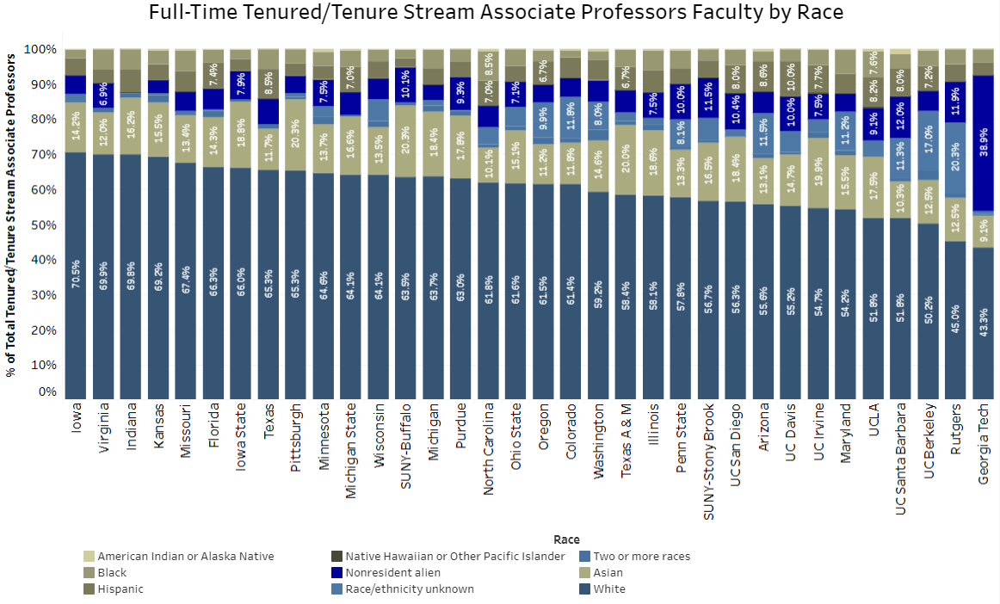 Full-Time Tenured/Tenure Stream Associate Professors Faculty by Race
% of Total Tenured/Tenure Stream Associate Professors
100%
90%
80%
70%
60%
50%
40%
30%
20%
10%
0%
70.5% 14.2%
69.9% 12.0% 6.9%
69.8% 16.2%
69.2% 15.5%
67.4% 13.4%
66.3% 14.3% 7.4%
66.0% 18.8% 7.9%
65.3% 11.7% 8.5%
65.3% 20.3%
64.6% 13.7% 7.5%
64.1% 16.6% 7.0%
64.1% 13.5%
63.5% 20.3% 10.1%
63.7% 18.4%
63.0% 17.8% 9.3%
61.8% 10.1% 7.0% 8.5%
61.6% 15.1% 7.1%
61.5% 11.2% 9.9% 6.7%
61.4% 11.8% 11.8%
59.2% 14.6% 8.0%
58.4% 20.0% 6.7%
58.1% 18.6% 7.5%
57.8% 13.3% 8.1% 10.0%
56.7% 16.5% 11.5%
56.3% 18.4% 10.4% 8.0%
55.6% 13.1% 11.5% 8.6%
55.2% 14.7% 10.0% 10.0%
54.7% 19.9% 7.5% 7.7%
54.2% 15.5% 11.2%
51.8% 17.5% 9.1% 8.2% 7.6%
51.8% 10.3% 11.3% 12.0% 8.0%
50.2% 12.5% 17.0% 7.2%
45.0% 12.5% 20.3% 11.9%
43.3% 9.1% 38.9%
Iowa
Virginia
Indiana
Kansas
Missouri
Florida
Iowa State
Texas
Pittsburgh
Minnesota
Michigan State
Wisconsin
SUNY-Buffalo
Michigan
Purdue
North Carolina
Ohio State
Oregon
Colorado
Washington
Texas A & M
Illinois
Penn State
SUNY-Stony Brook
UC San Diego
Arizona
UC Davis
UC Irvine
Maryland
UCLA
UC Santa Barbara
UC Berkeley
Rutgers
Georgia Tech
Race
American Indian or Alaska Native
Native Hawaiian or Other Pacific Islander
Two or more races
Black
Nonresident alien
Asian
Hispanic
Race/ethnicity unknown
White